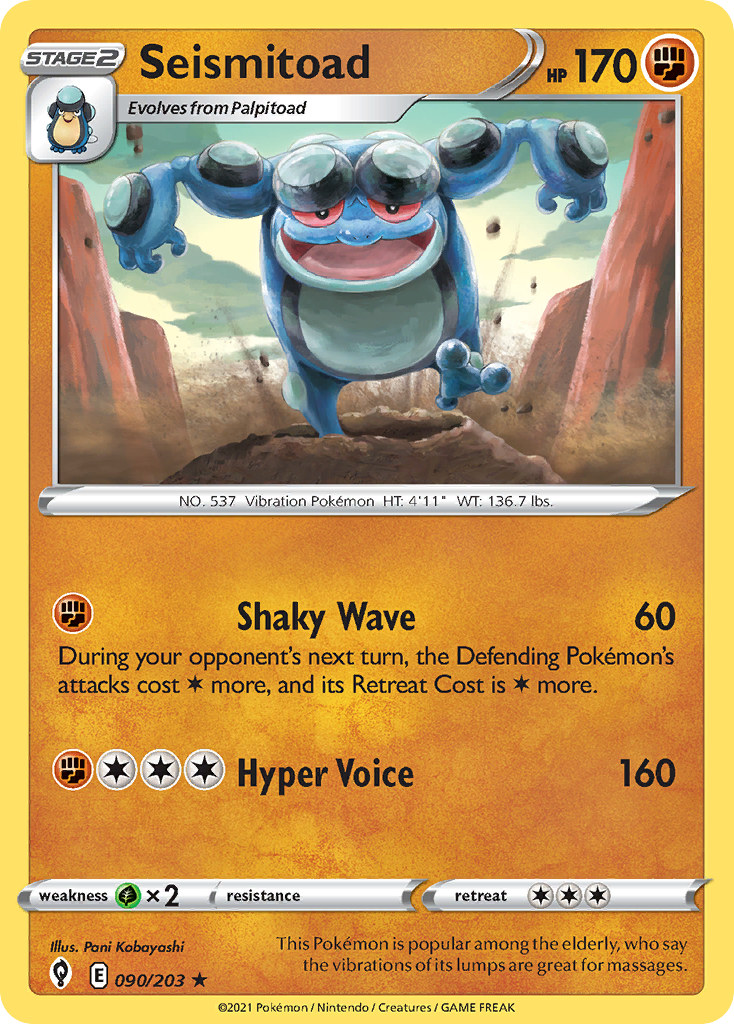 STAGE 2
Seismitoad
HP 170
Evolves from Palpitoad
NO. 537 Vibration Pokémon HT: 4'11" WT: 136.7 lbs.
Shaky Wave 60
During your opponent's next turn, the Defending Pokémon's
attacks cost more, and its Retreat Cost is more.
Hyper Voice 160
weakness ×2 resistance retreat
Illus. Pani Kobayashi
This Pokémon is popular among the elderly, who say
the vibrations of its lumps are great for massages.
E 090/203 ★
©2021 Pokémon / Nintendo / Creatures / GAME FREAK